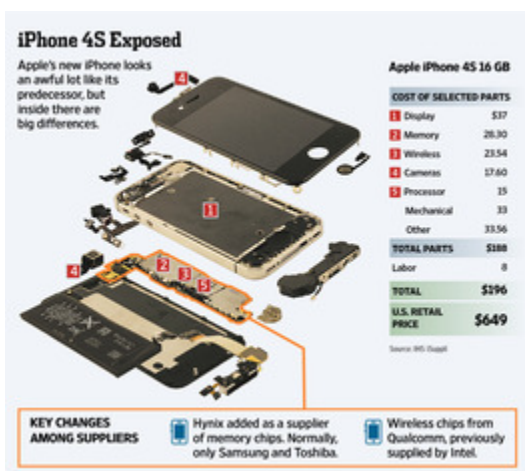 iPhone 4S Exposed
Apple's new iPhone looks
an awful lot like its
predecessor, but
inside there are
big differences.
4
1
4
2
3
5
Apple iPhone 4S 16 GB
COST OF SELECTED PARTS
1 Display $37
2 Memory 28.30
3 Wireless 23.54
4 Cameras 17.60
5 Processor 15
Mechanical 33
Other 33.56
TOTAL PARTS $188
Labor 8
TOTAL $196
U.S. RETAIL
PRICE $649
Source: IHS iSuppli
KEY CHANGES
AMONG SUPPLIERS
Hynix added as a supplier
of memory chips. Normally,
only Samsung and Toshiba.
Wireless chips from
Qualcomm, previously
supplied by Intel.